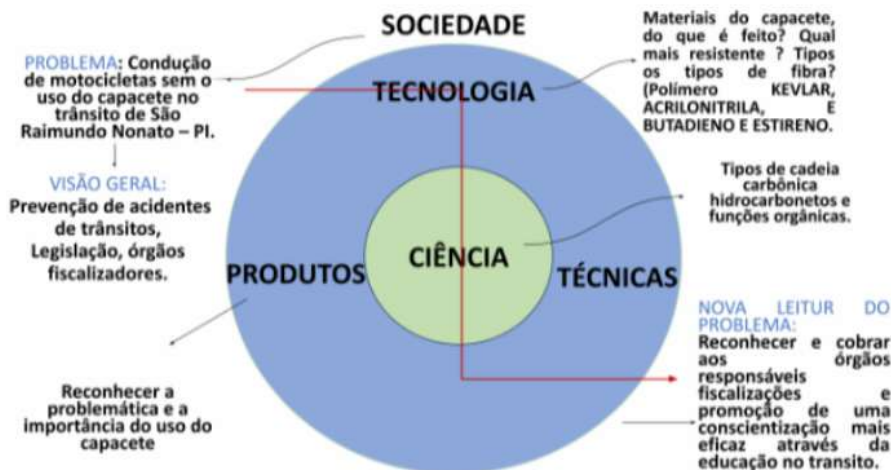 SOCIEDADE
PROBLEMA: Condução
de motocicletas sem o
uso do capacete no
trânsito de São
Raimundo Nonato – PI.
VISÃO GERAL:
Prevenção de acidentes
de trânsitos,
Legislação, órgãos
fiscalizadores.
TECNOLOGIA
Materiais do capacete,
do que é feito? Qual
mais resistente ? Tipos
os tipos de fibra?
(Polímero KEVLAR,
ACRILONITRILA, E
BUTADIENO E ESTIRENO.
Tipos de cadeia
carbônica
hidrocarbonetos e
funções orgânicas.
CIÊNCIA
PRODUTOS
TÉCNICAS
Reconhecer a
problemática e a
importância do uso do
capacete
NOVA LEITUR DO
PROBLEMA:
Reconhecer e cobrar
aos órgãos
responsáveis
fiscalizações e
promoção de uma
conscientização mais
eficaz através da
educação no transito.